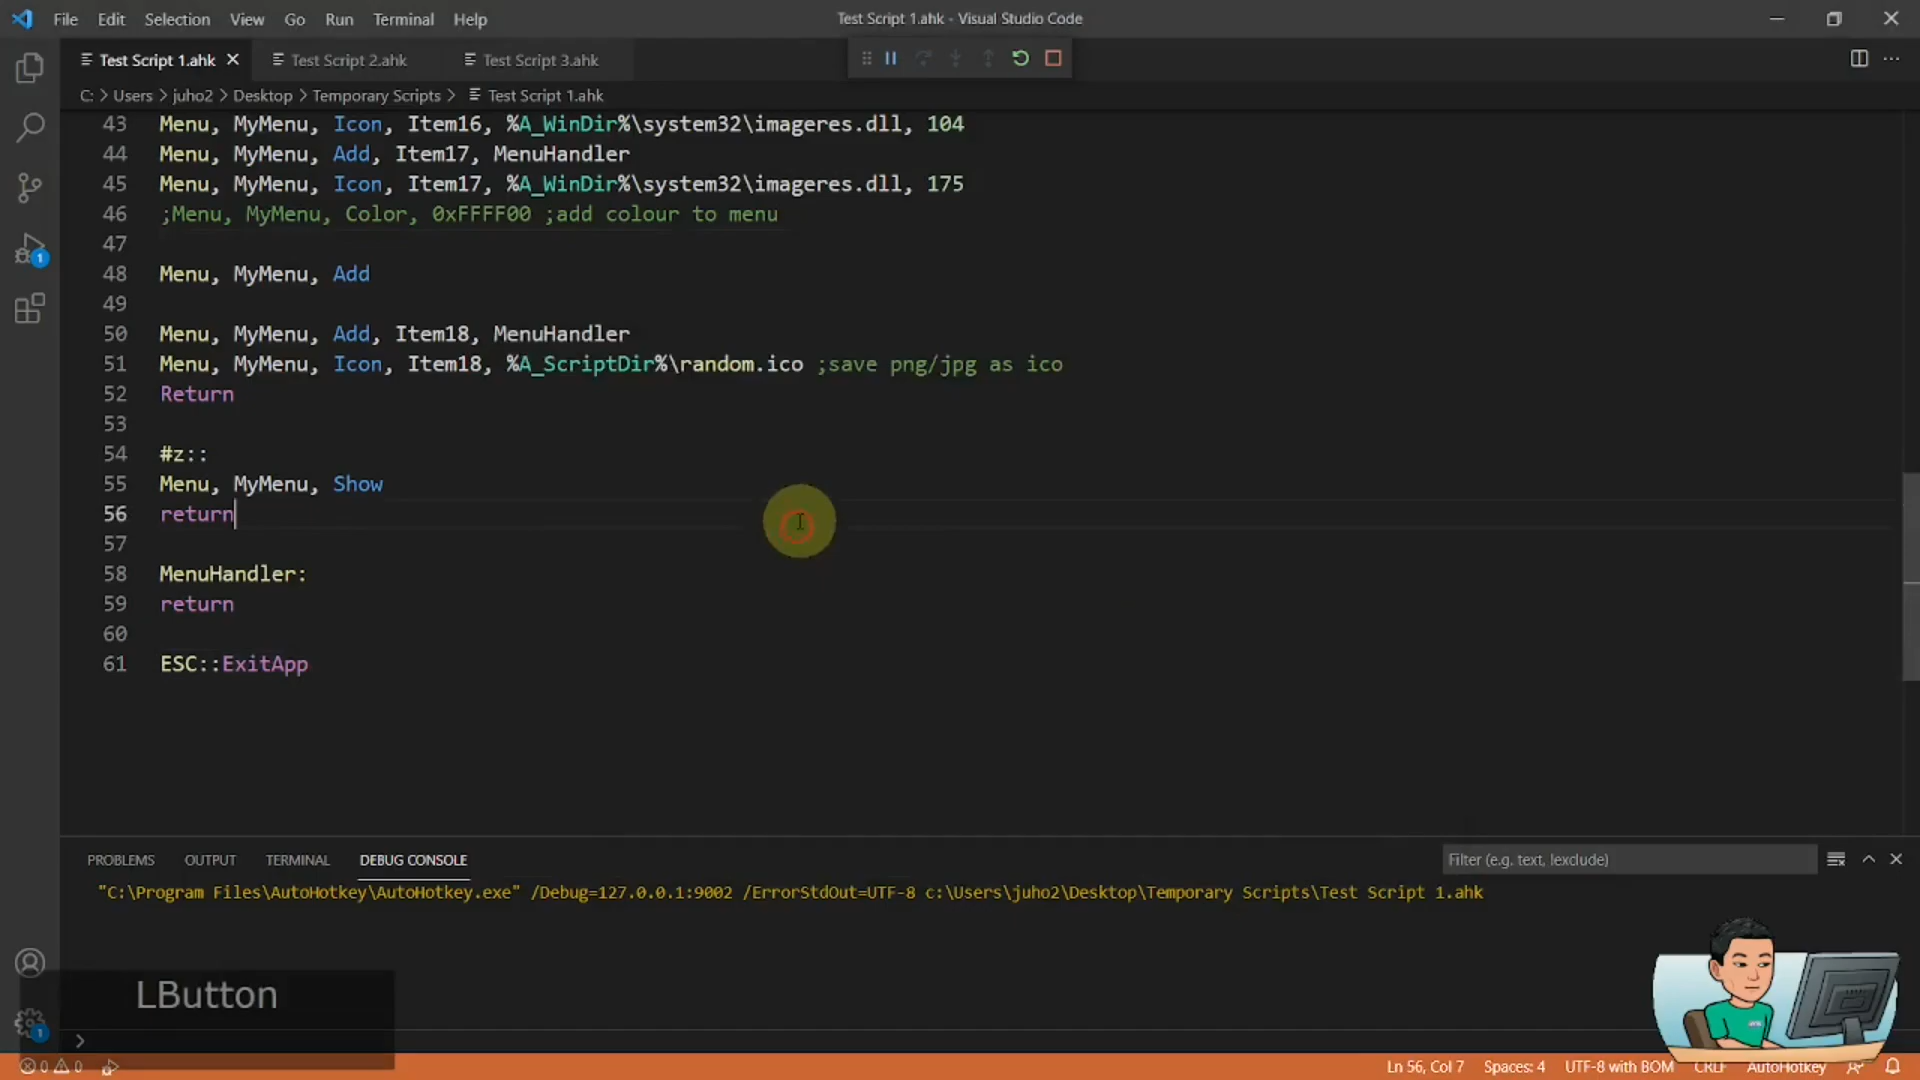 File Edit Selection View Go Run Terminal Help
Test Script 1.ahk - Visual Studio Code
Test Script 1.ahk Test Script 2.ahk Test Script 3.ahk
C: > Users > juho2 > Desktop > Temporary Scripts > Test Script 1.ahk
43 Menu, MyMenu, Icon, Item16, %A_WinDir%\system32\imageres.dll, 104
44 Menu, MyMenu, Add, Item17, MenuHandler
45 Menu, MyMenu, Icon, Item17, %A_WinDir%\system32\imageres.dll, 175
46 ;Menu, MyMenu, Color, 0xFFFF00 ;add colour to menu
47
48 Menu, MyMenu, Add
49
50 Menu, MyMenu, Add, Item18, MenuHandler
51 Menu, MyMenu, Icon, Item18, %A_ScriptDir%\random.ico ;save png/jpg as ico
52 Return
53
54 #z::
55 Menu, MyMenu, Show
56 return
57
58 MenuHandler:
59 return
60
61 ESC::ExitApp
1
PROBLEMS OUTPUT TERMINAL DEBUG CONSOLE
Filter (e.g. text, !exclude)
"C:\Program Files\AutoHotkey\AutoHotkey.exe" /Debug=127.0.0.1:9002 /ErrorStdOut=UTF-8 c:\Users\juho2\Desktop\Temporary Scripts\Test Script 1.ahk
LButton
1
>
0 0
Ln 56, Col 7 Spaces: 4 UTF-8 with BOM CRLF AutoHotkey